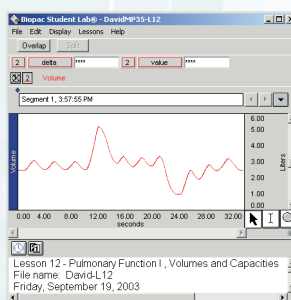 Biopac Student Lab® - DavidMP35-L12
File Edit Display Lessons Help
Overlap Split
2 delta **** 2 value ****
2 Volume
Segment 1, 3:57:55 PM
Volume
6.00
5.00
4.00
3.00
2.00
1.00
0.00
Liters
0.00 4.00 8.00 12.00 16.00 20.00 24.00 28.00 32.00
seconds
Lesson 12 - Pulmonary Function I , Volumes and Capacities
File name: David-L12
Friday, September 19, 2003